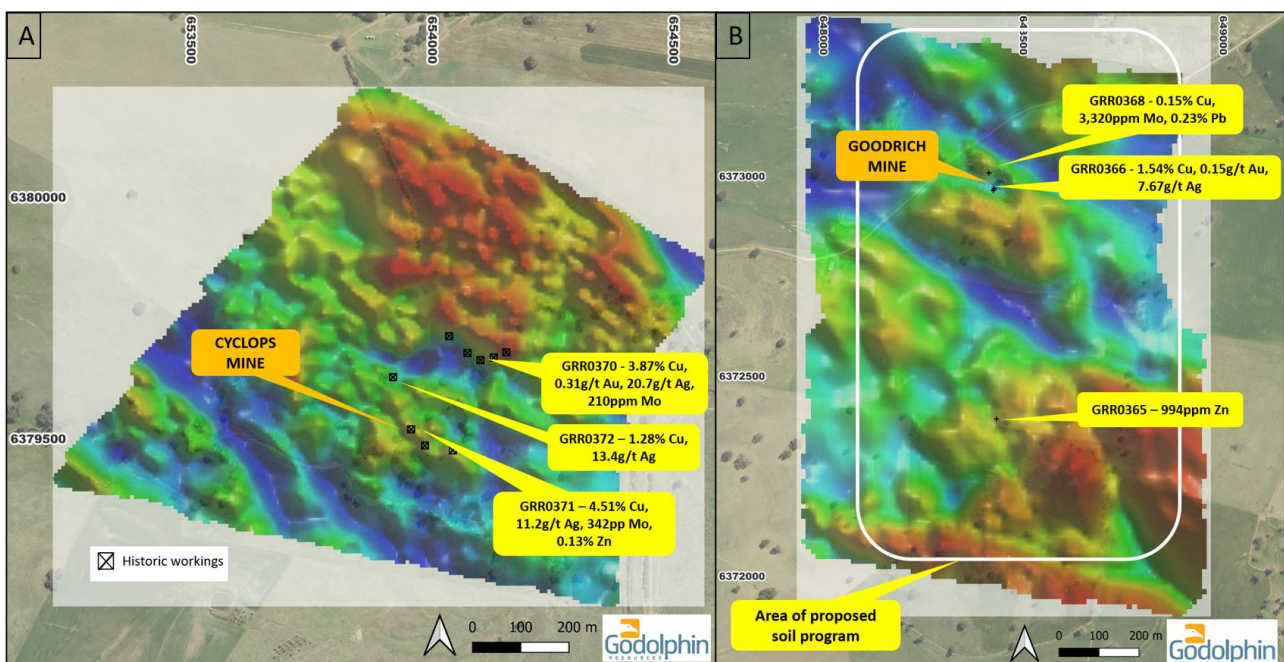 A
653500
654000
654500
6380000
6379500
CYCLOPS
MINE
GRR0370 - 3.87% Cu,
0.31g/t Au, 20.7g/t Ag,
210ppm Mo
GRR0372 – 1.28% Cu,
13.4g/t Ag
GRR0371 – 4.51% Cu,
11.2g/t Ag, 342pp Mo,
0.13% Zn
Historic workings
0 100 200 m
Godolphin
RESOURCES
B
648000
648500
649000
6373000
6372500
6372000
GRR0368 - 0.15% Cu,
3,320ppm Mo, 0.23% Pb
GOODRICH
MINE
GRR0366 - 1.54% Cu, 0.15g/t Au,
7.67g/t Ag
GRR0365 – 994ppm Zn
Area of proposed
soil program
0 100 200 m
Godolphin
RESOURCES